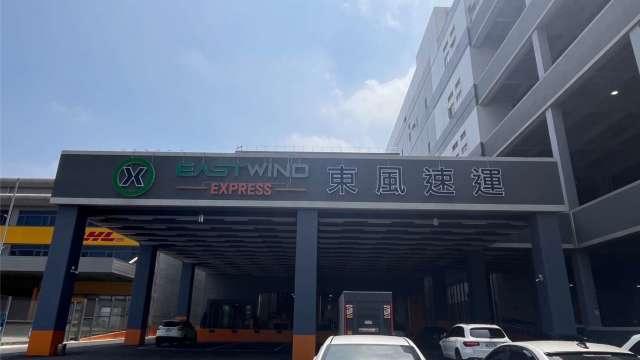 EASTWIND
EXPRESS
東風速運
DHL